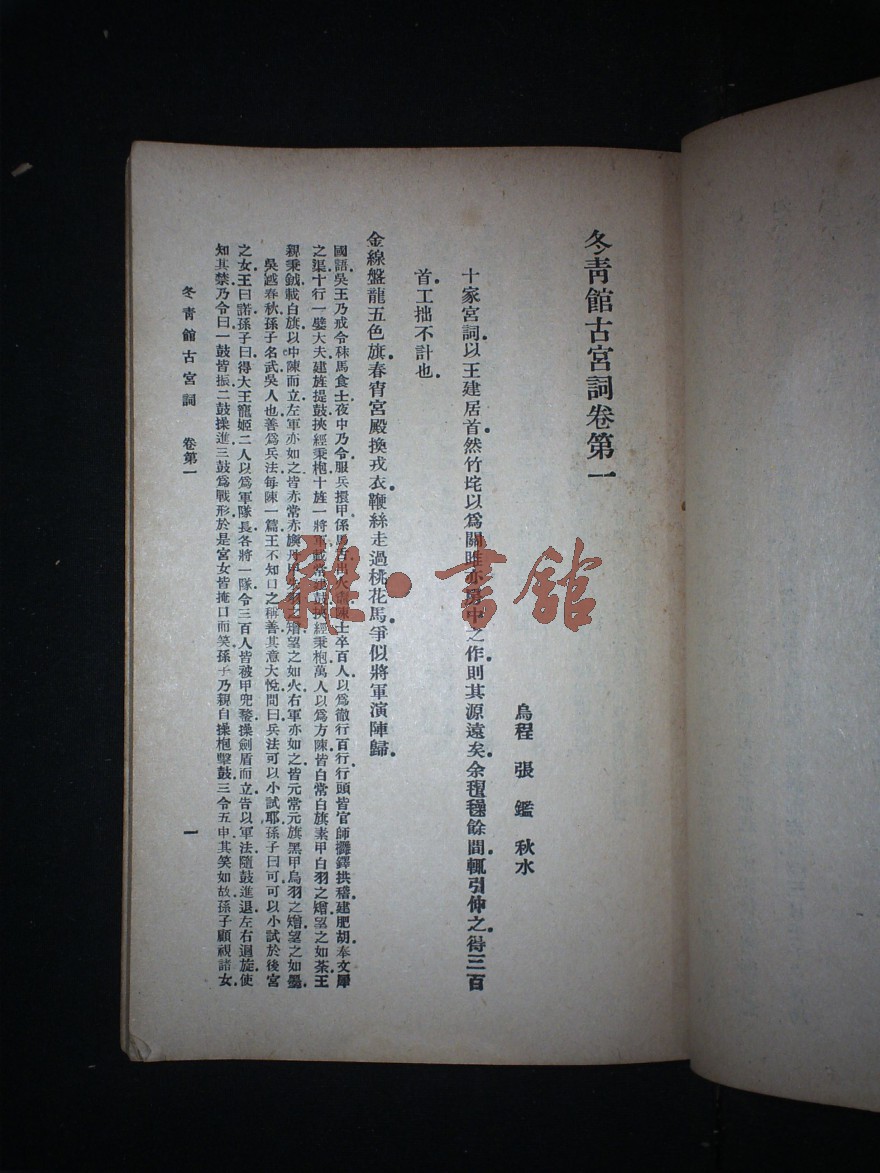 冬靑館古宮詞卷第一
烏程 張鑑 秋水
十家宮詞以王建居首然竹垞以爲關雎亦房中之作則其源遠矣余餘間輒引伸之得三百
首工拙不計也
金線盤龍五色旗春宵宮殿換戎衣鞭絲走過桃花馬爭似將軍演陣歸
國語吳王乃戒令秣馬食士夜中乃令服兵擐甲係馬舌出火竈陳士卒百人以爲徹行百行行頭皆官師擁鐸拱稽建肥胡奉文犀
之渠十行一嬖大夫建旌提鼓挾經秉枹十旌一將軍載常建鼓挾經秉枹萬人以爲方陳皆白常白旗素甲白羽之矰望之如荼王
親秉鉞載白旗以中陳而立左軍亦如之皆赤常赤旟丹甲朱羽之矰望之如火右軍亦如之皆元常元旗黑甲烏羽之矰望之如墨
吳越春秋孫子名武吳人也善爲兵法每陳一篇王不知口之稱善其意大悅問曰兵法可以小試耶孫子曰可可以小試於後宮
之女王曰諾孫子曰得大王寵姬二人以爲軍隊長各將一隊令三百人皆被甲兜鍪操劍盾而立告以軍法隨鼓進退左右迴旋使
知其禁乃令曰一鼓皆振二鼓操進三鼓爲戰形於是宮女皆掩口而笑孫子乃親自操枹擊鼓三令五申其笑如故孫子顧視諸女
冬靑館古宮詞 卷第一
一
雅·書館